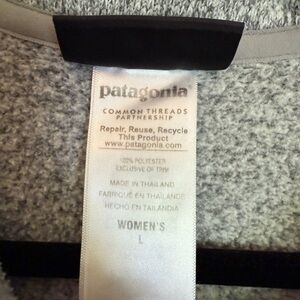 patagonia
COMMON THREADS
PARTNERSHIP
Repair, Reuse, Recycle
This Product
www.patagonia.com
100% POLYESTER
EXCLUSIVE OF TRIM
MADE IN THAILAND
FABRIQUÉ EN THAÏLANDE
HECHO EN TAILANDIA
WOMEN'S
L